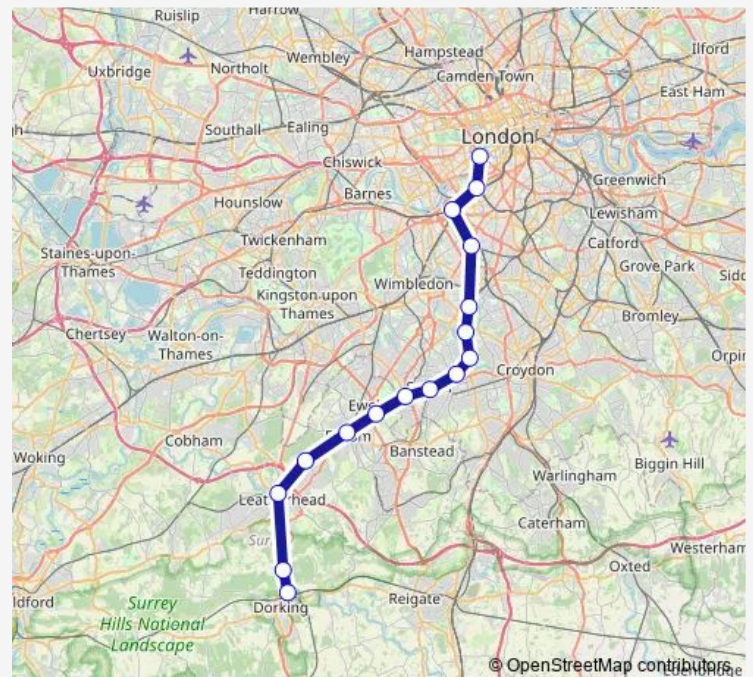 Ruislip
Harrow
Hampstead
Ilford
Uxbridge
Northolt
Wembley
Camden Town
East Ham
Southall
Ealing
London
Chiswick
Barnes
Greenwich
Hounslow
Lewisham
Twickenham
Catford
Staines-upon-
Thames
Teddington
Wimbledon
Grove Park
Kingston upon
Thames
Bromley
Chertsey
Walton-on-
Thames
Croydon
Cobham
Banstead
Woking
Biggin Hill
Warlingham
Caterham
Westerham
Oxted
Surrey
Hills National
Landscape
Dorking
Reigate
© OpenStreetMap contributors